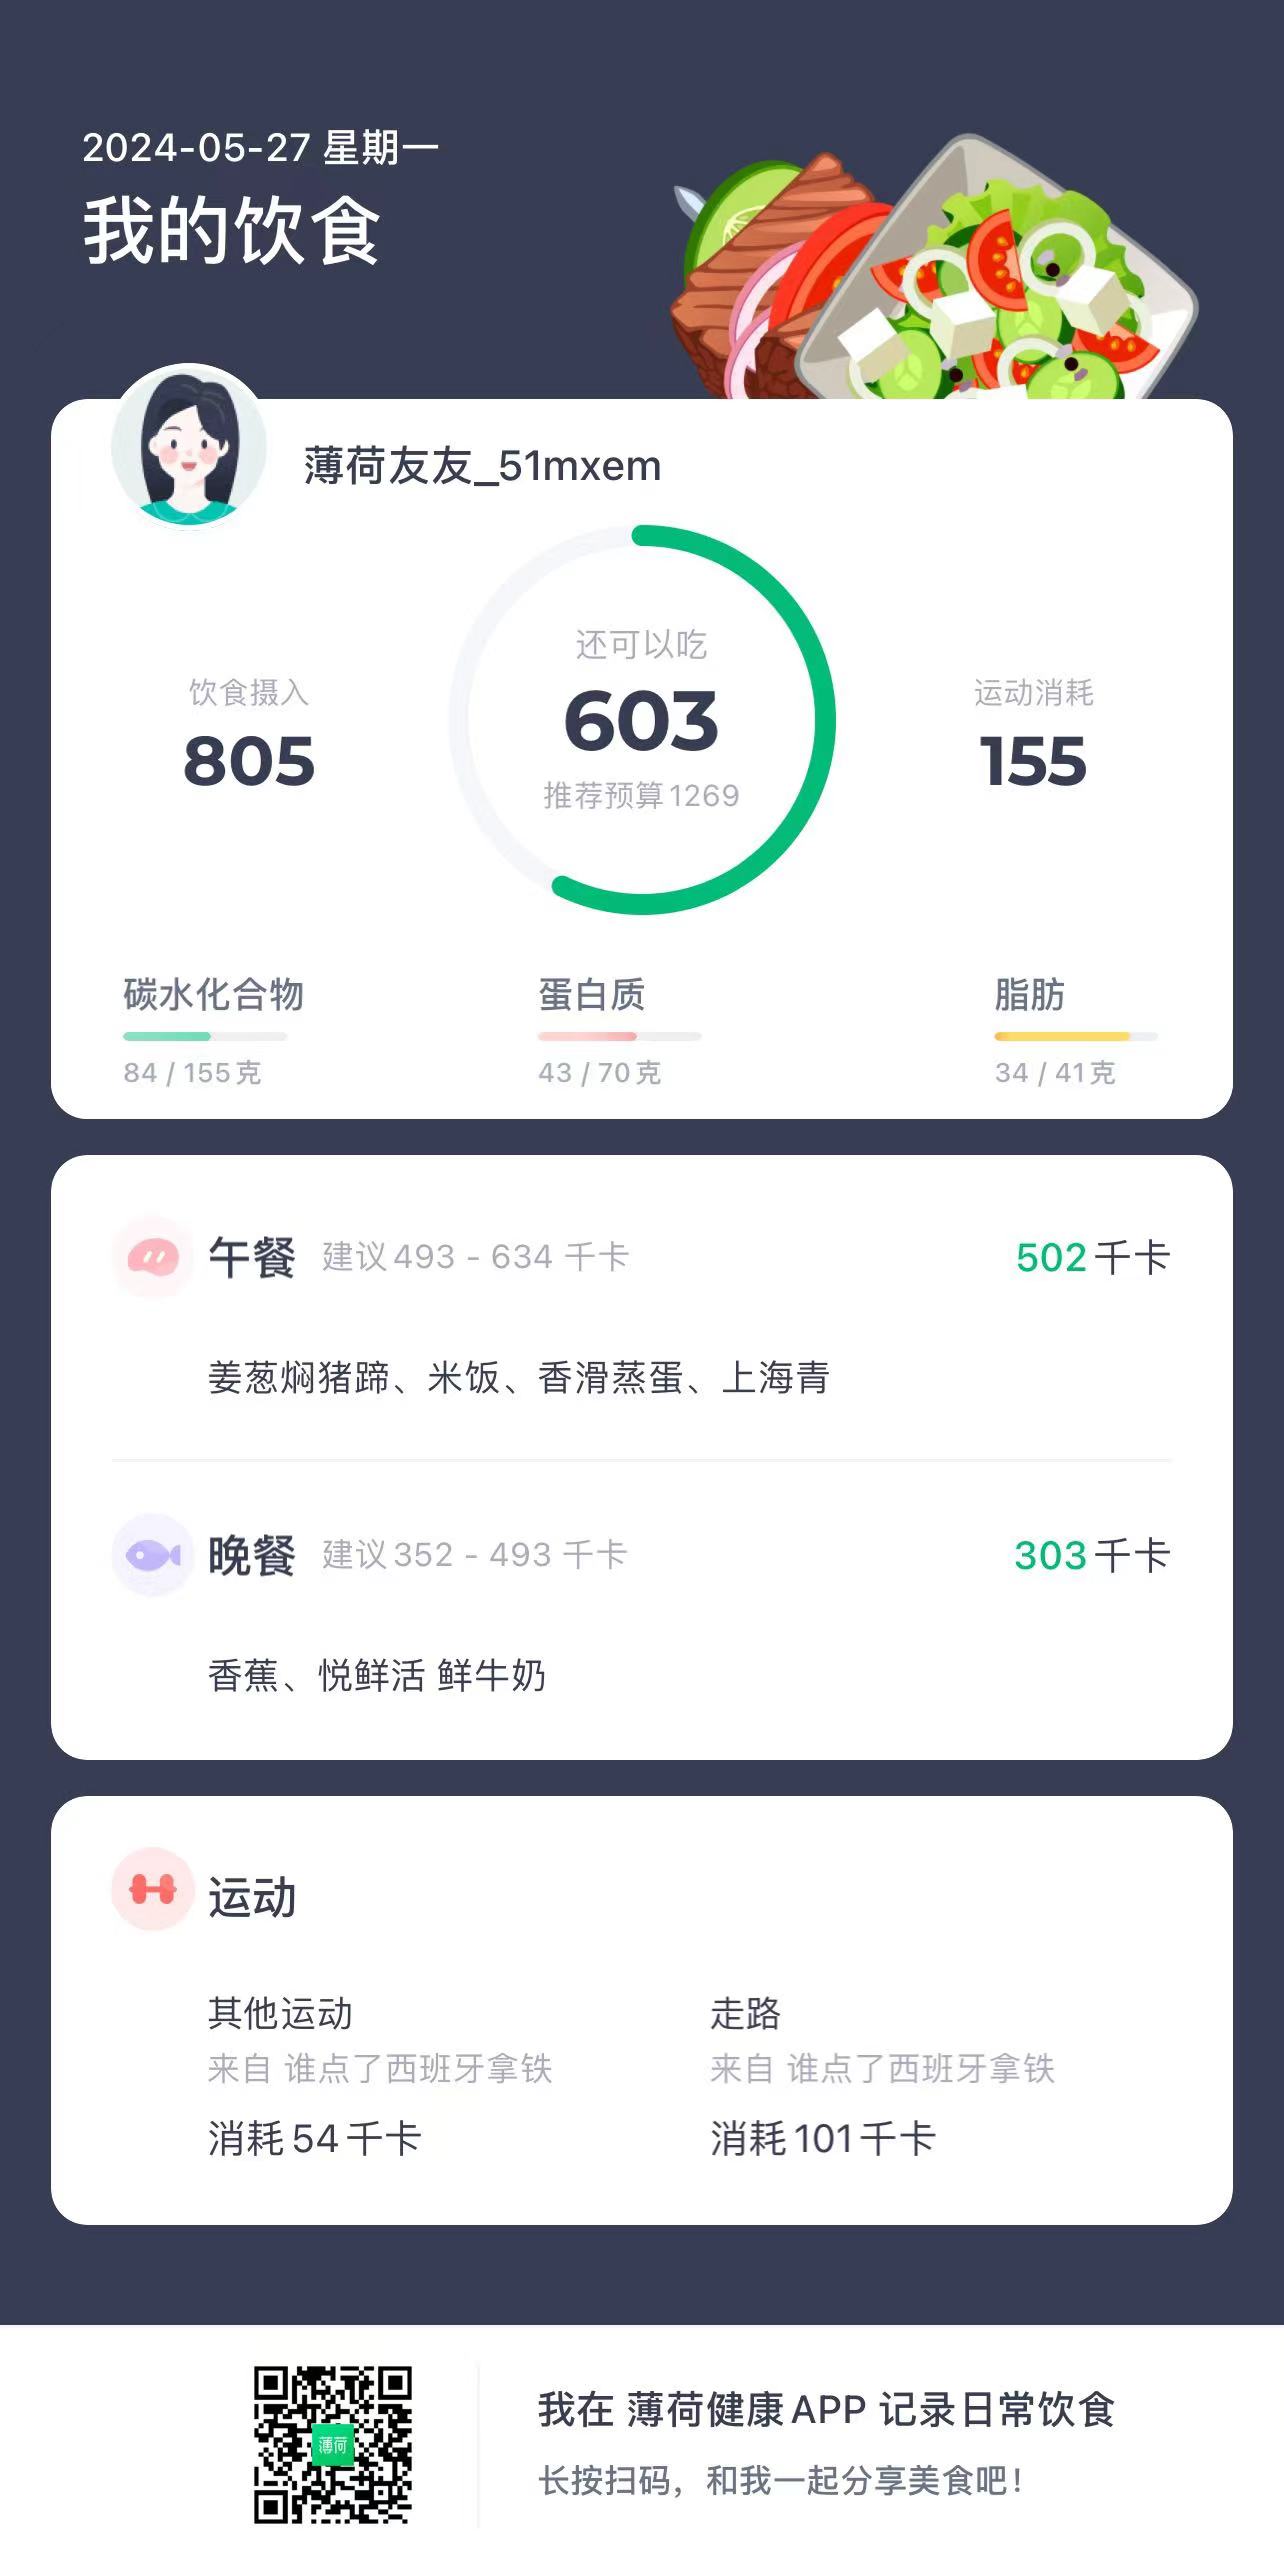 2024-05-27 星期一
我的饮食
薄荷友友_51mxem
还可以吃
饮食摄入
603
运动消耗
805
推荐预算1269
155
碳水化合物
蛋白质
脂肪
84 / 155克
43 / 70克
34 / 41克
午餐 建议493 - 634 千卡 502千卡
姜葱焖猪蹄、米饭、香滑蒸蛋、上海青
晚餐 建议352 - 493 千卡 303千卡
香蕉、悦鲜活 鲜牛奶
运动
其他运动
走路
来自 谁点了西班牙拿铁
来自 谁点了西班牙拿铁
消耗54千卡
消耗101千卡
薄荷
我在 薄荷健康APP 记录日常饮食
长按扫码，和我一起分享美食吧！